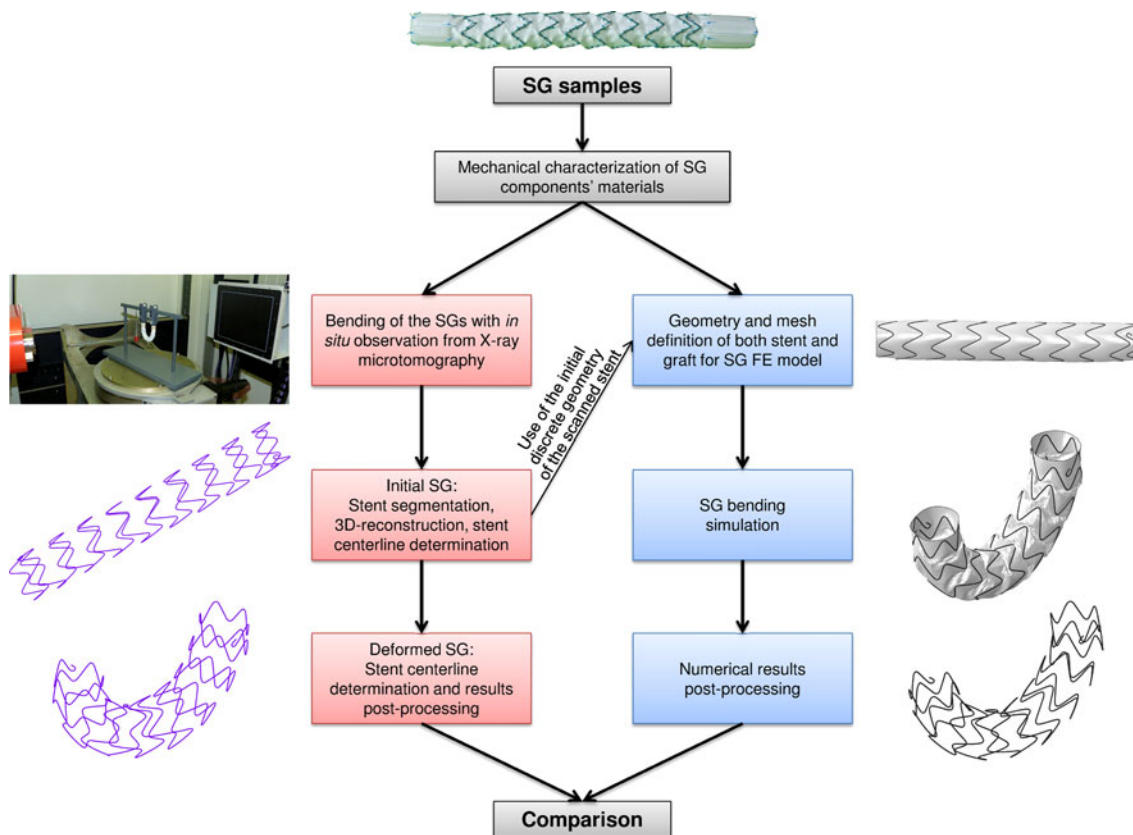 SG samples
Mechanical characterization of SG
components' materials
Bending of the SGs with in
situ observation from X-ray
microtomography
Geometry and mesh
definition of both stent and
graft for SG FE model
Use of the initial
discrete geometry
of the scanned stent
Initial SG:
Stent segmentation,
3D-reconstruction, stent
centerline determination
SG bending
simulation
Deformed SG:
Stent centerline
determination and results
post-processing
Numerical results
post-processing
Comparison